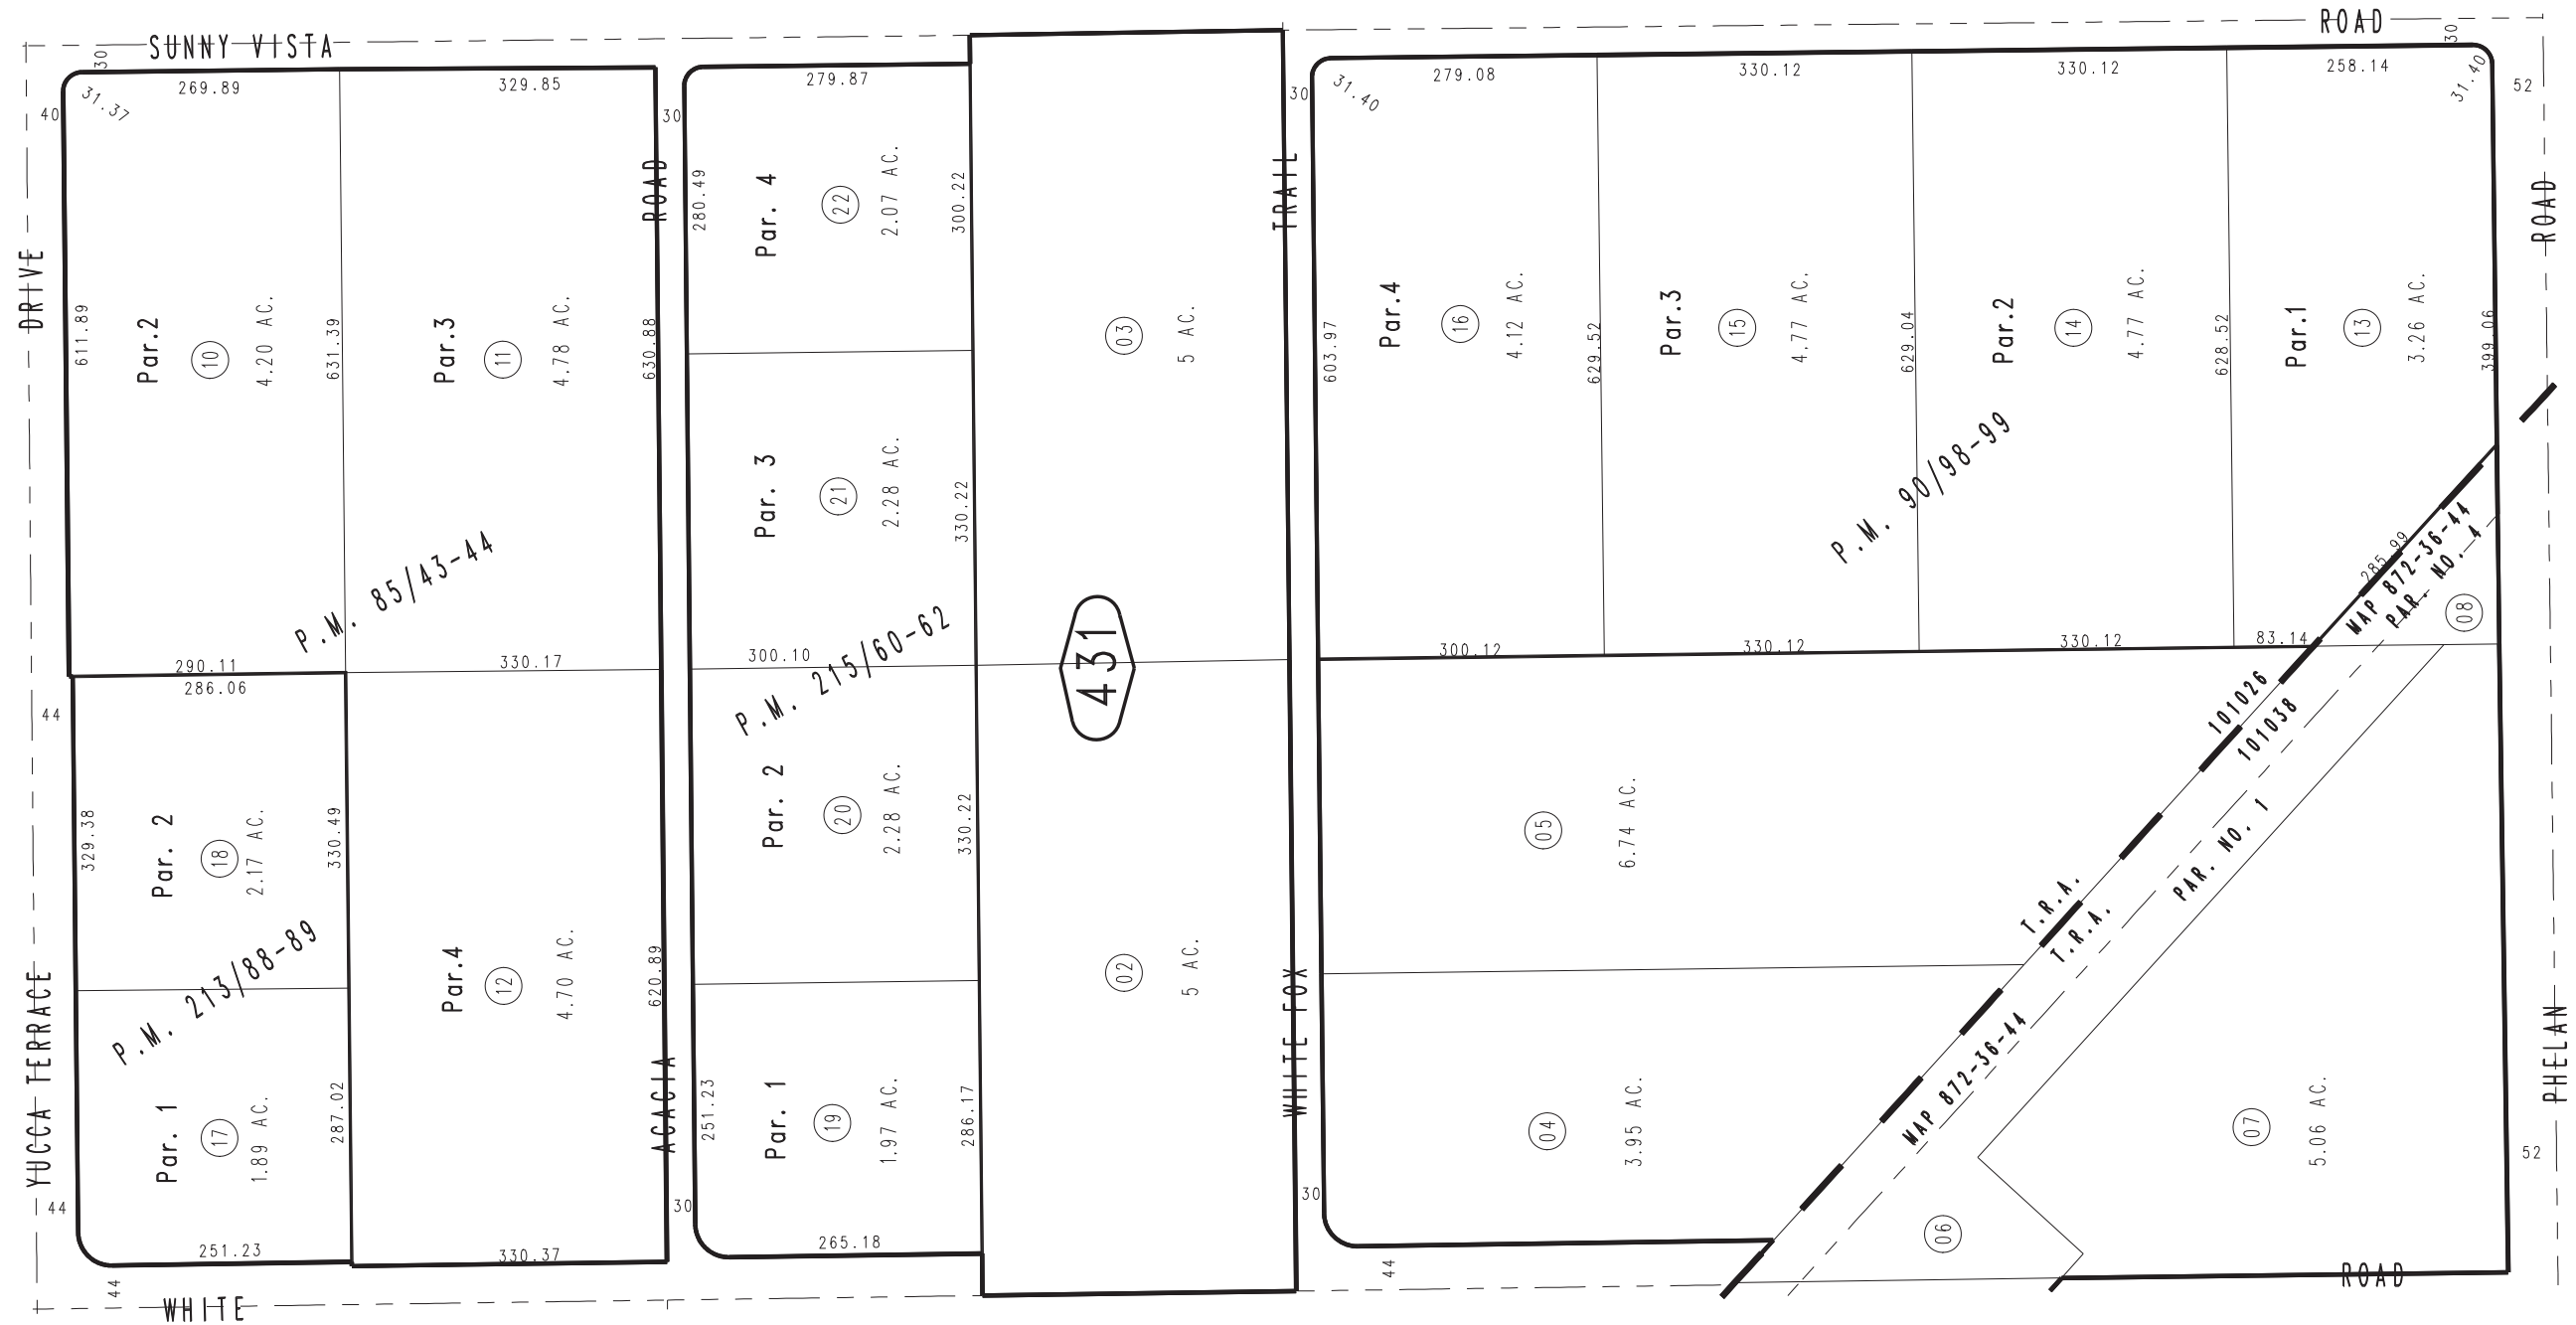 SUNNY VISTA
ROAD
30
30
269.89
329.85
279.87
279.08
330.12
330.12
258.14
31.37
31.40
31.40
40
30
30
52
DRIVE
ROAD
TRAIL
ROAD
611.89
Par.2
10
4.20 AC.
631.39
Par.3
11
4.78 AC.
630.88
280.49
Par. 4
22
2.07 AC.
300.22
03
5 AC.
603.97
Par.4
16
4.12 AC.
629.52
Par.3
15
4.77 AC.
629.04
Par.2
14
4.77 AC.
628.52
Par.1
13
3.26 AC.
399.06
Par. 3
21
2.28 AC.
330.22
P.M. 85/43-44
P.M. 90/98-99
285.99
MAP 872-36-44
PAR. NO. 4
08
290.11
330.17
300.10
300.12
330.12
330.12
83.14
286.06
P.M. 215/60-62
431
44
101026
101038
329.38
Par. 2
18
2.17 AC.
330.49
Par. 2
20
2.28 AC.
330.22
05
6.74 AC.
PAR. NO. 1
T.R.A.
T.R.A.
P.M. 213/88-89
Par.4
12
4.70 AC.
620.89
02
5 AC.
YUCCA TERRACE
ACACIA
WHITE FOX
PHELAN
Par. 1
17
1.89 AC.
287.02
251.23
Par. 1
19
1.97 AC.
286.17
04
3.95 AC.
MAP 872-36-44
07
5.06 AC.
52
44
30
30
06
251.23
330.37
265.18
44
44
WHITE
ROAD